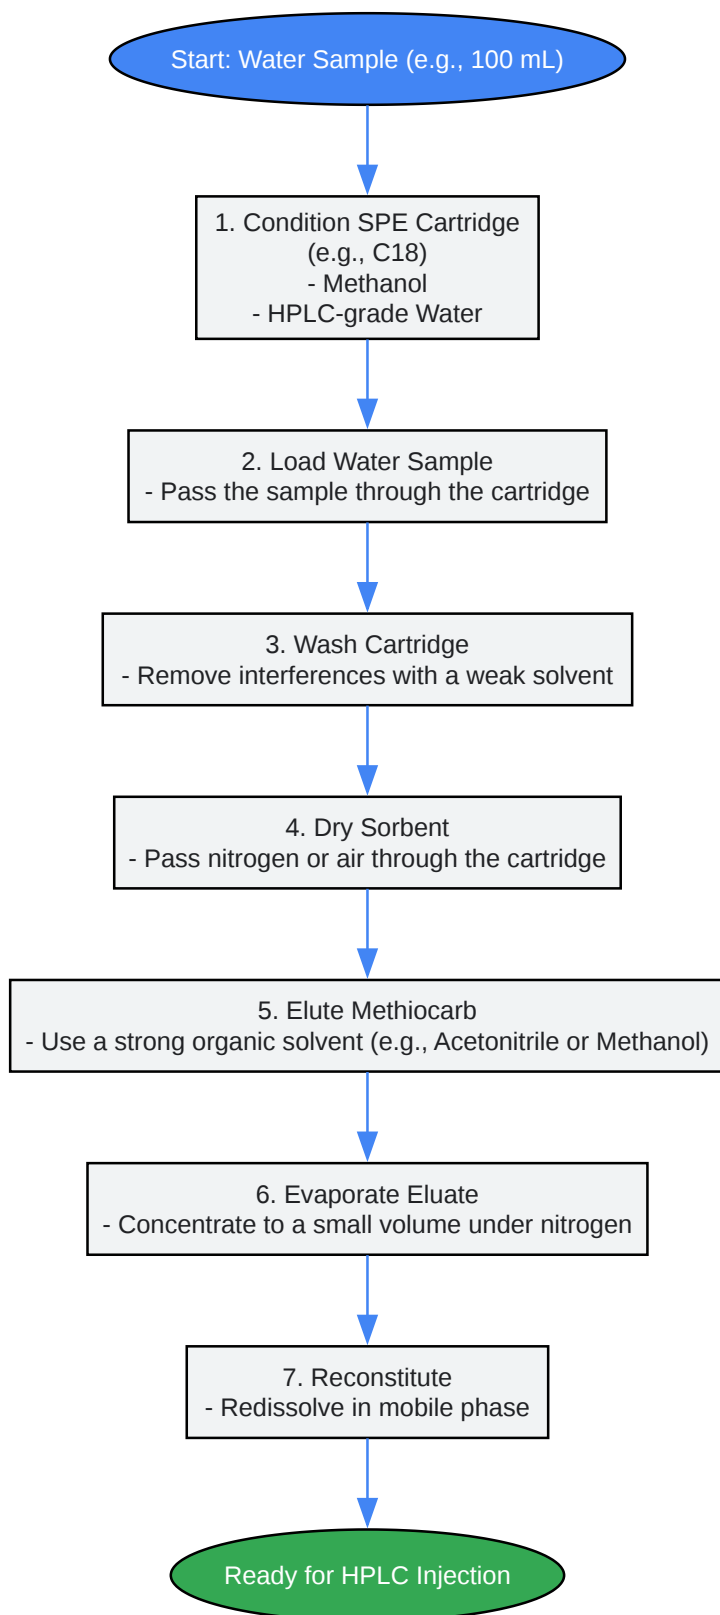 Start: Water Sample (e.g., 100 mL)
1. Condition SPE Cartridge
(e.g., C18)
- Methanol
- HPLC-grade Water
2. Load Water Sample
- Pass the sample through the cartridge
3. Wash Cartridge
- Remove interferences with a weak solvent
4. Dry Sorbent
- Pass nitrogen or air through the cartridge
5. Elute Methiocarb
- Use a strong organic solvent (e.g., Acetonitrile or Methanol)
6. Evaporate Eluate
- Concentrate to a small volume under nitrogen
7. Reconstitute
- Redissolve in mobile phase
Ready for HPLC Injection